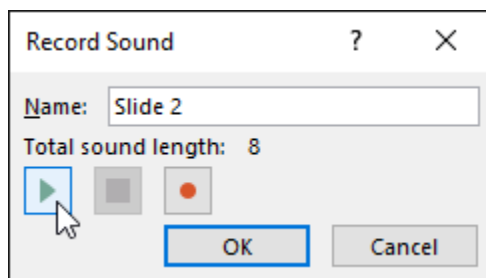 Record Sound ?
Name: Slide 2
Total sound length: 8
OK Cancel